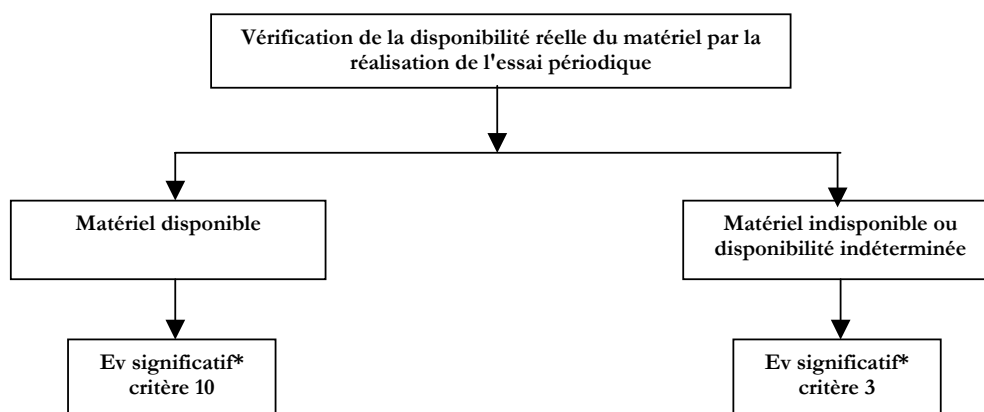 Vérification de la disponibilité réelle du matériel par la
réalisation de l'essai périodique
Matériel disponible
Matériel indisponible ou
disponibilité indéterminée
Ev significatif*
critère 10
Ev significatif*
critère 3